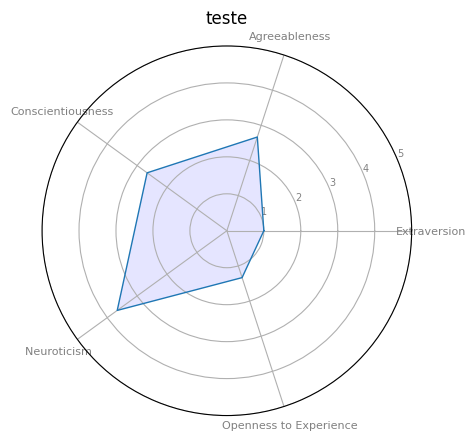 teste
Agreeableness
Conscientiousness
5
4
3
2
1
Extraversion
Neuroticism
Openness to Experience